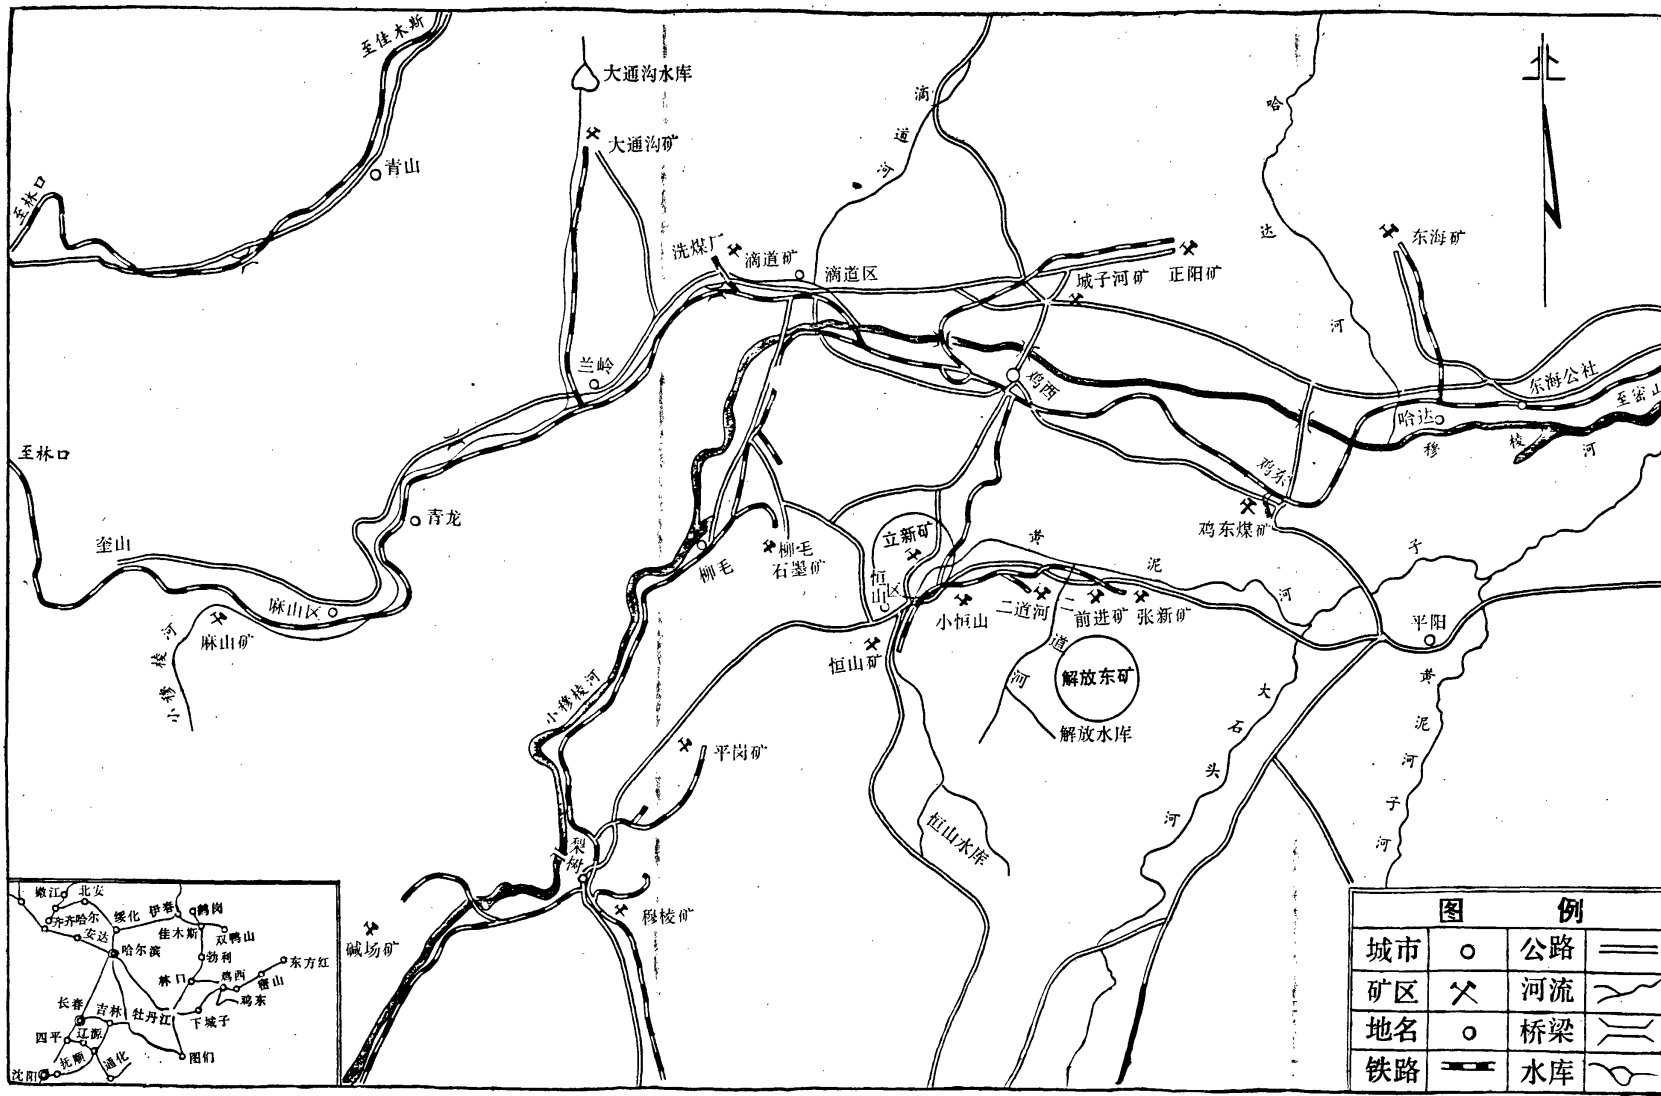 至佳木斯
大通沟水库
大通沟矿
青山
至林口
滴道河
哈达河
北
东海矿
洗煤厂
滴道矿
滴道区
城子河矿
正阳矿
兰岭
鸡西
东海公社
至密山
哈达
穆棱河
至林口
鸡东
鸡东煤矿
青龙
奎山
柳毛
柳毛
石墨矿
立新矿
恒山区
黄泥河子
麻山区
麻山矿
小穆棱河
小恒山
二道河
前进矿
张新矿
平阳
恒山矿
二道河
解放东矿
解放水库
小穆棱河
大石头河
黄泥河子河
平岗矿
恒山水库
梨树
穆棱矿
碱场矿
嫩江
北安
齐齐哈尔
绥化
伊春
鹤岗
安达
佳木斯
双鸭山
哈尔滨
勃利
东方红
林口
鸡西
密山
鸡东
长春
吉林
牡丹江
下城子
四平
辽源
抚顺
通化
图们
沈阳
图 例
城市 公路
矿区 河流
地名 桥梁
铁路 水库